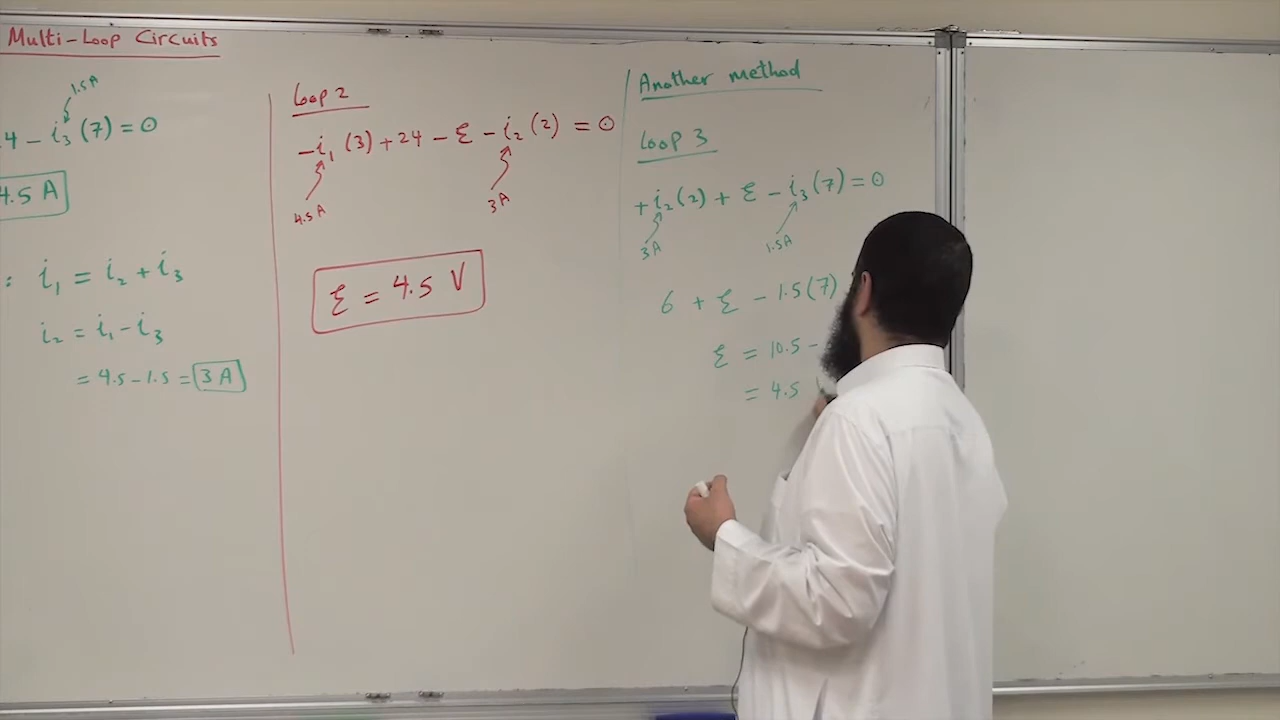 Multi-Loop Circuits
1.5A
4 - i₃ (7) = 0
4.5 A
: i₁ = i₂ + i₃
i₂ = i₁ - i₃
= 4.5 - 1.5 = 3 A
Loop 2
-i₁ (3) + 24 - Ɛ - i₂ (2) = 0
4.5A 3A
Ɛ = 4.5 V
Another method
Loop 3
+i₂ (2) + Ɛ - i₃ (7) = 0
3A 1.5A
6 + Ɛ - 1.5 (7)
Ɛ = 10.5 -
= 4.5